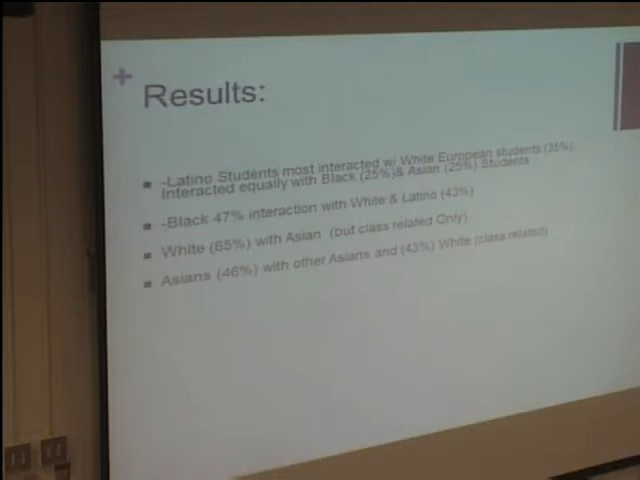 +
Results:
-Latino Students most interacted w/ White European students (35%).
Interacted equally with Black (25%)& Asian (25%) Students
-Black 47% interaction with White & Latino (43%)
White (65%) with Asian (but class related Only)
Asians (46%) with other Asians and (43%) White (class related)